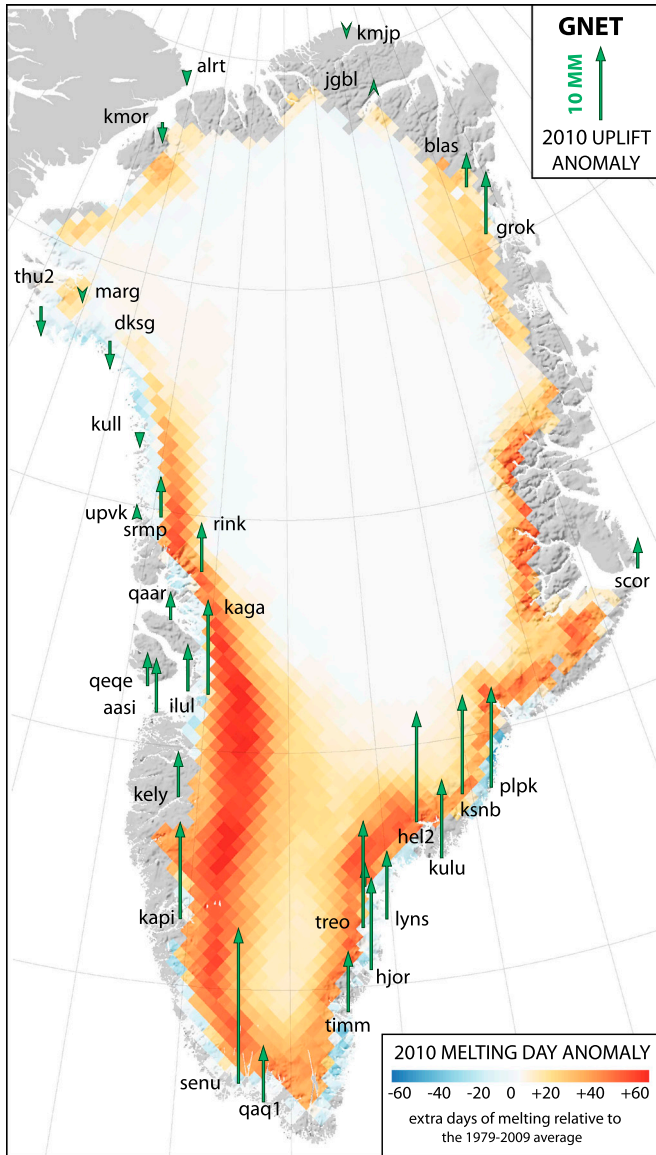 kmjp
GNET
10 MM
2010 UPLIFT
ANOMALY
alrt
jgbl
kmor
blas
grok
thu2
marg
dksg
kull
upvk
srmp
rink
scor
qaar
kaga
qeqe
aasi
ilul
kely
plpk
ksnb
hel2
kulu
kapi
treo
lyns
hjor
timm
senu
qaq1
2010 MELTING DAY ANOMALY
-60 -40 -20 0 +20 +40 +60
extra days of melting relative to
the 1979-2009 average